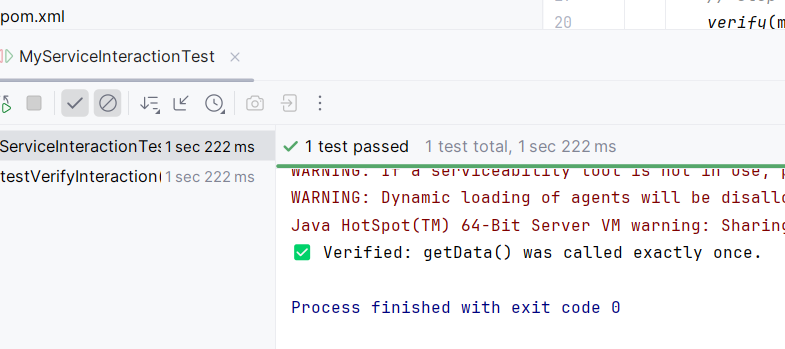 pom.xml
20 verify(m
MyServiceInteractionTest
ServiceInteractionTes 1 sec 222 ms
1 test passed 1 test total, 1 sec 222 ms
testVerifyInteraction( 1 sec 222 ms
WARNING: If a serviceability tool is not in use, p
WARNING: Dynamic loading of agents will be disallo
Java HotSpot(TM) 64-Bit Server VM warning: Sharing
✅ Verified: getData() was called exactly once.
Process finished with exit code 0